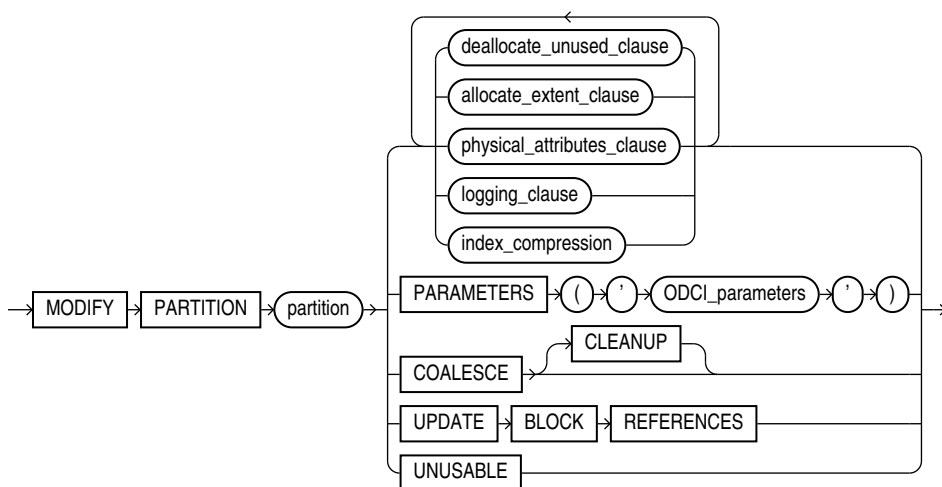 deallocate_unused_clause
allocate_extent_clause
physical_attributes_clause
logging_clause
index_compression
MODIFY PARTITION partition
PARAMETERS ( ' ODCI_parameters ' )
CLEANUP
COALESCE
UPDATE BLOCK REFERENCES
UNUSABLE